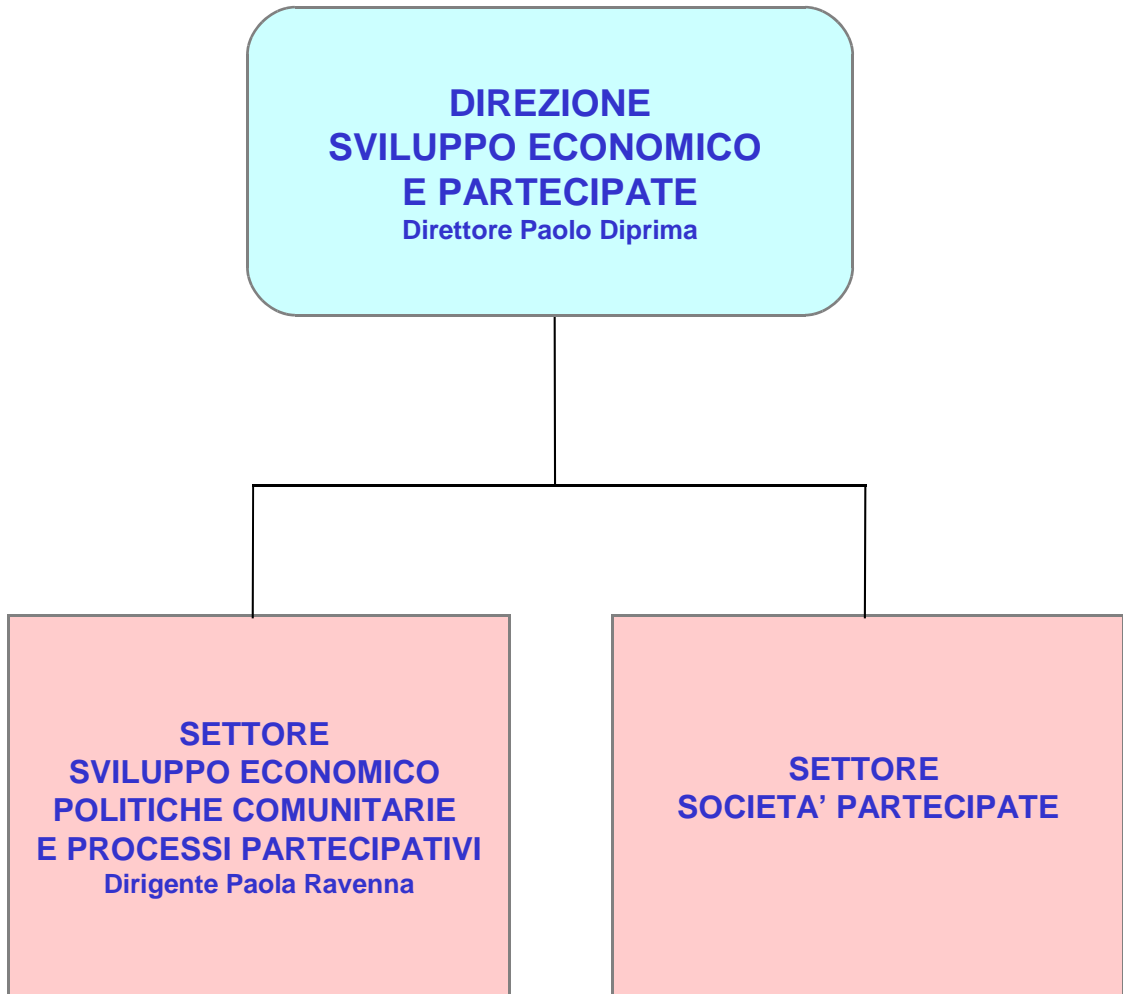 DIREZIONE
SVILUPPO ECONOMICO
E PARTECIPATE
Direttore Paolo Diprima
SETTORE
SVILUPPO ECONOMICO
POLITICHE COMUNITARIE
E PROCESSI PARTECIPATIVI
Dirigente Paola Ravenna
SETTORE
SOCIETA’ PARTECIPATE